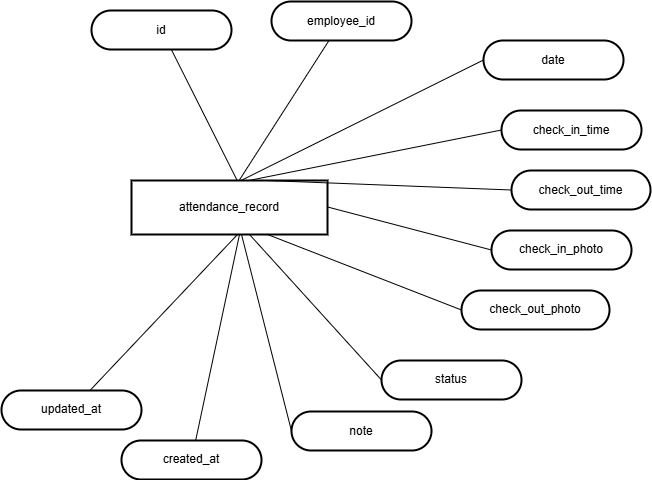 id
employee_id
date
check_in_time
check_out_time
attendance_record
check_in_photo
check_out_photo
status
updated_at
note
created_at